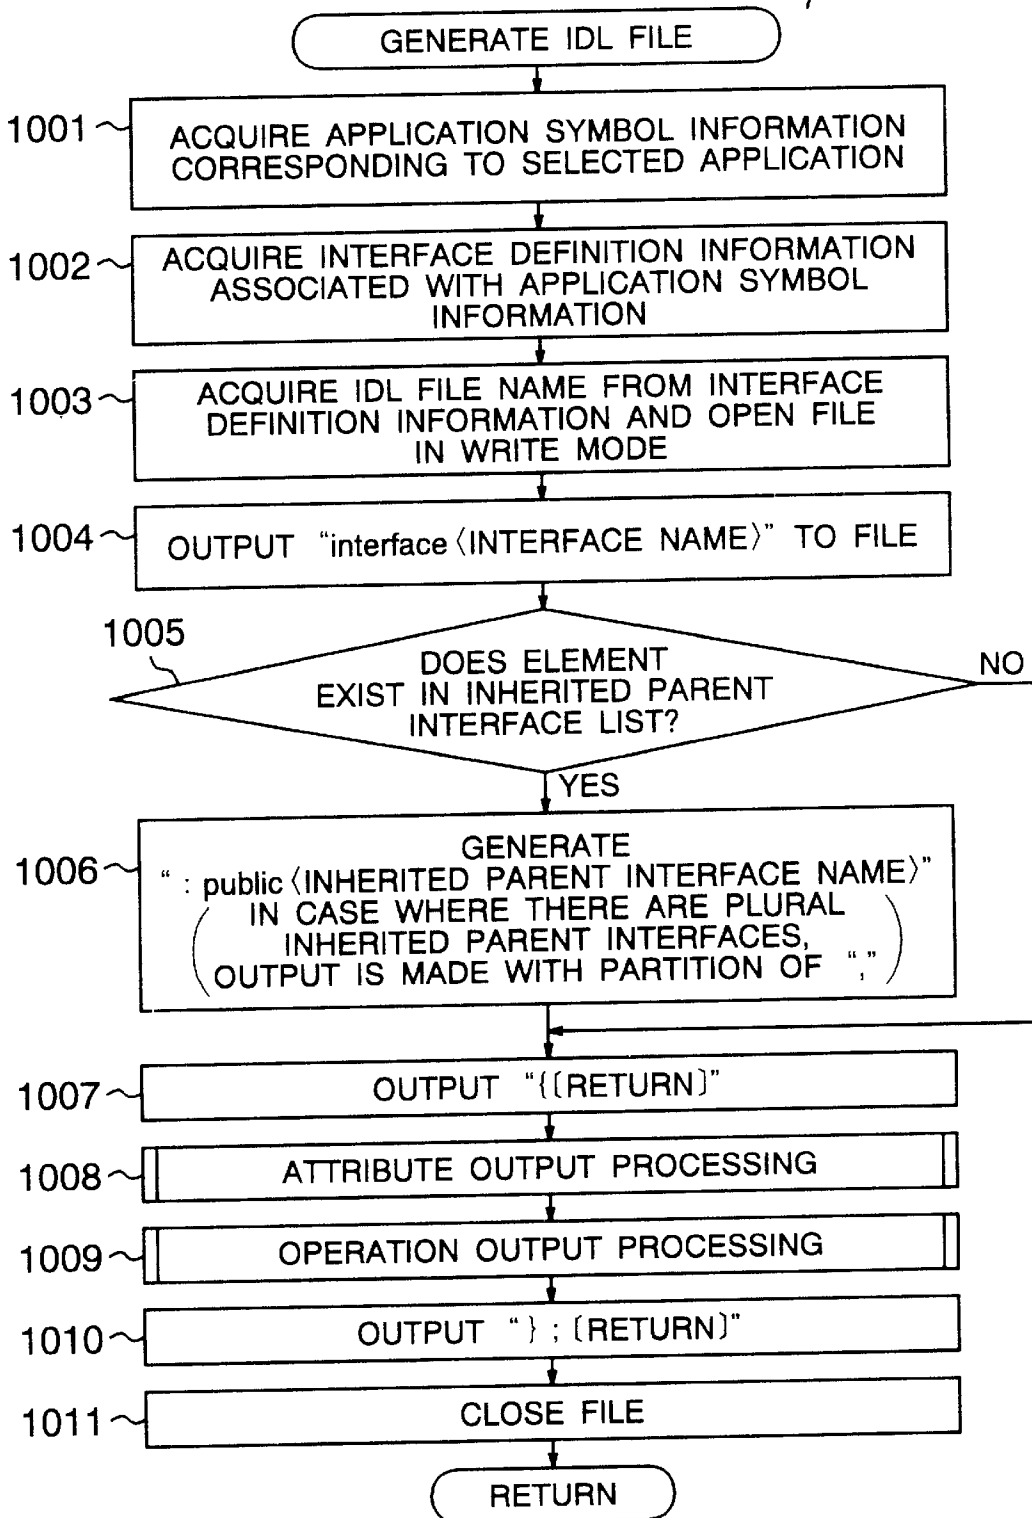 GENERATE IDL FILE
1001
ACQUIRE APPLICATION SYMBOL INFORMATION
CORRESPONDING TO SELECTED APPLICATION
1002
ACQUIRE INTERFACE DEFINITION INFORMATION
ASSOCIATED WITH APPLICATION SYMBOL
INFORMATION
1003
ACQUIRE IDL FILE NAME FROM INTERFACE
DEFINITION INFORMATION AND OPEN FILE
IN WRITE MODE
1004
OUTPUT “interface〈INTERFACE NAME〉” TO FILE
1005
DOES ELEMENT
EXIST IN INHERITED PARENT
INTERFACE LIST?
NO
YES
1006
GENERATE
“ : public〈INHERITED PARENT INTERFACE NAME〉”
(IN CASE WHERE THERE ARE PLURAL
INHERITED PARENT INTERFACES,
OUTPUT IS MADE WITH PARTITION OF “,”)
1007
OUTPUT “{〔RETURN〕”
1008
ATTRIBUTE OUTPUT PROCESSING
1009
OPERATION OUTPUT PROCESSING
1010
OUTPUT “ } ; 〔RETURN〕”
1011
CLOSE FILE
RETURN